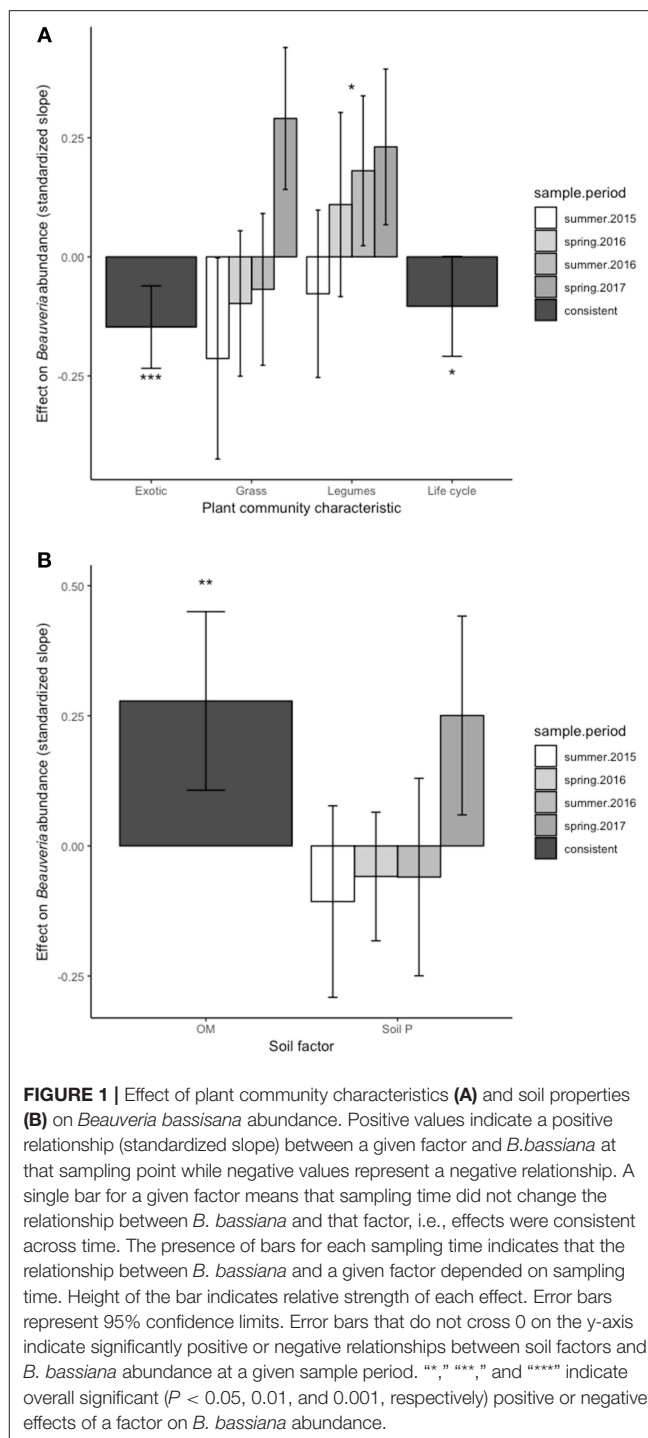 A
Effect on Beauveria abundance (standardized slope)
0.25
0.00
-0.25
***
*
*
Exotic
Grass
Legumes
Life cycle
Plant community characteristic
sample.period
summer.2015
spring.2016
summer.2016
spring.2017
consistent
B
Effect on Beauveria abundance (standardized slope)
0.50
0.25
0.00
-0.25
**
OM
Soil P
Soil factor
sample.period
summer.2015
spring.2016
summer.2016
spring.2017
consistent
FIGURE 1 | Effect of plant community characteristics (A) and soil properties
(B) on Beauveria bassisana abundance. Positive values indicate a positive
relationship (standardized slope) between a given factor and B.bassiana at
that sampling point while negative values represent a negative relationship. A
single bar for a given factor means that sampling time did not change the
relationship between B. bassiana and that factor, i.e., effects were consistent
across time. The presence of bars for each sampling time indicates that the
relationship between B. bassiana and a given factor depended on sampling
time. Height of the bar indicates relative strength of each effect. Error bars
represent 95% confidence limits. Error bars that do not cross 0 on the y-axis
indicate significantly positive or negative relationships between soil factors and
B. bassiana abundance at a given sample period. “*,” “**,” and “***” indicate
overall significant (P < 0.05, 0.01, and 0.001, respectively) positive or negative
effects of a factor on B. bassiana abundance.